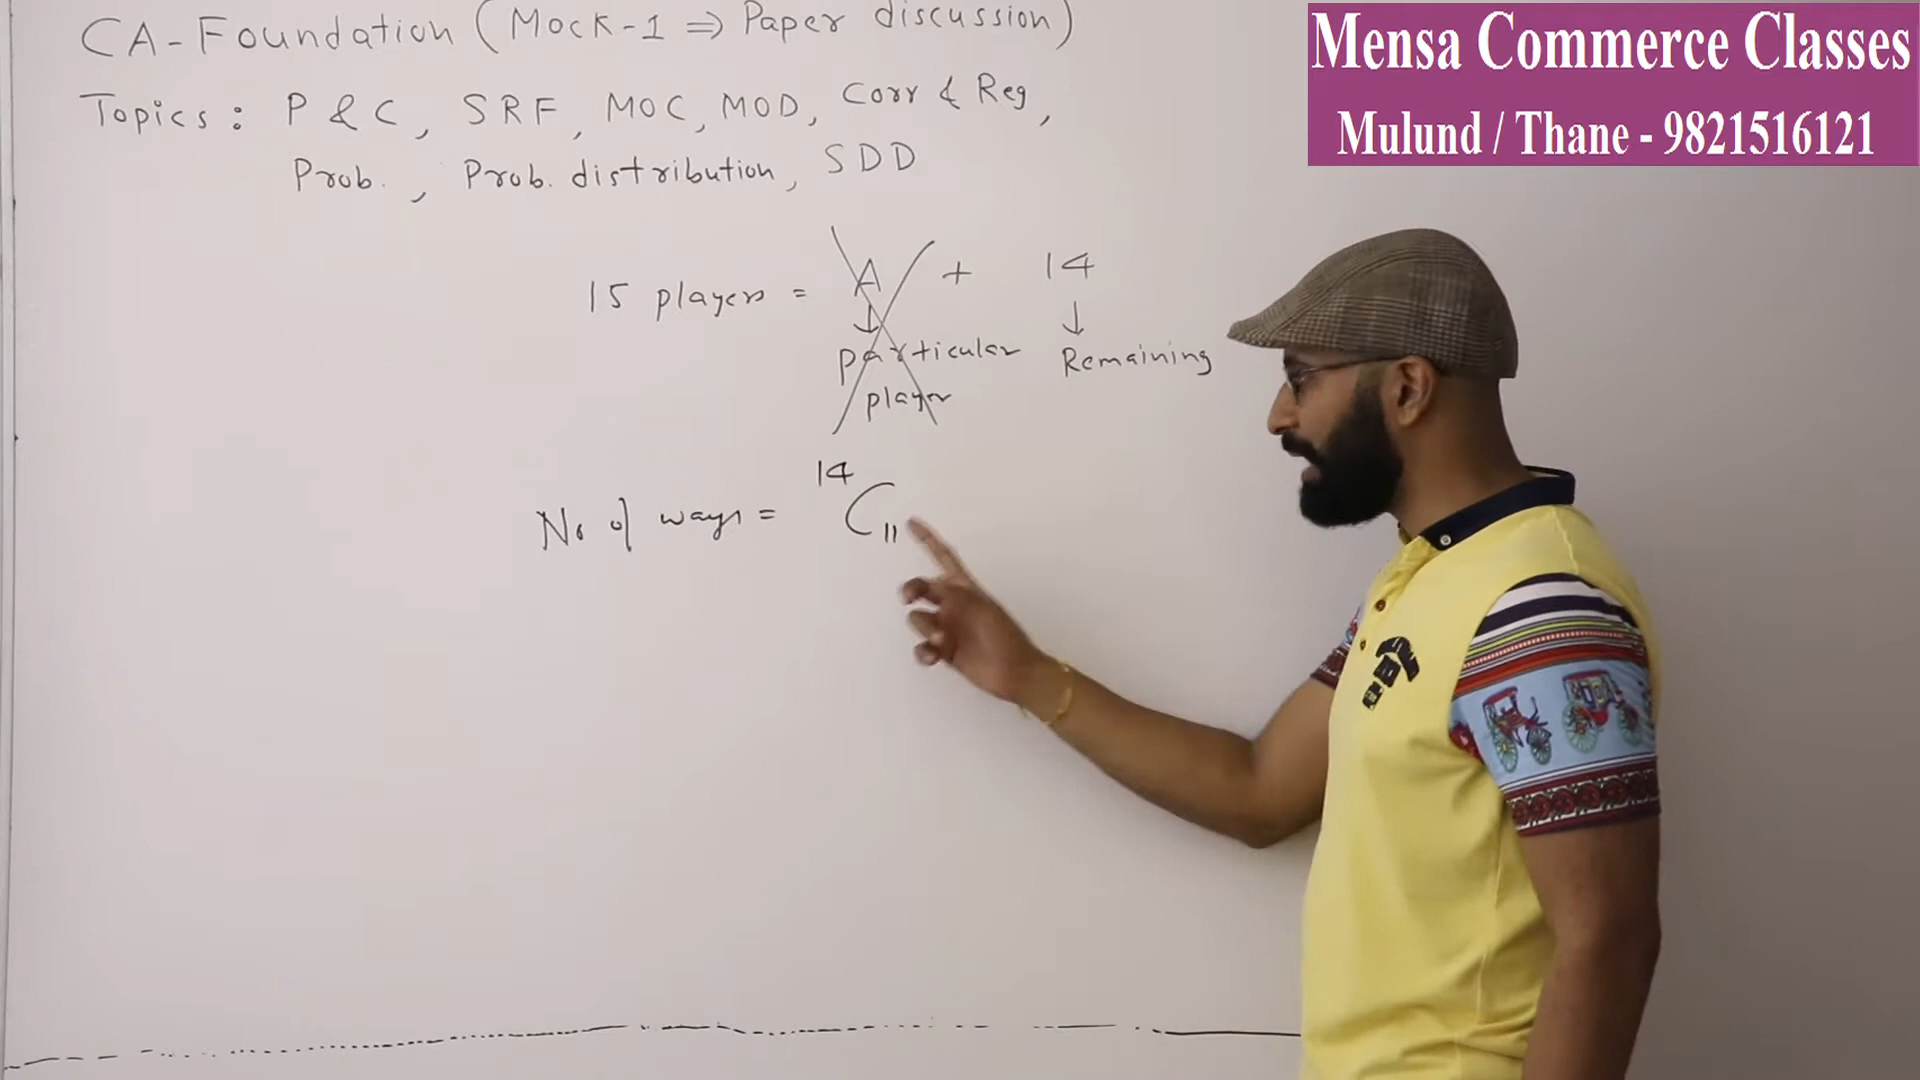 CA-Foundation (Mock-1 ⇒ Paper discussion)
Topics : P & C, SRF, MOC, MOD, Corr & Reg,
Prob., Prob. distribution, SDD
15 players = A + 14
↓ ↓
particular Remaining
player
No of ways = ¹⁴C₁₁
Mensa Commerce Classes
Mulund / Thane - 9821516121